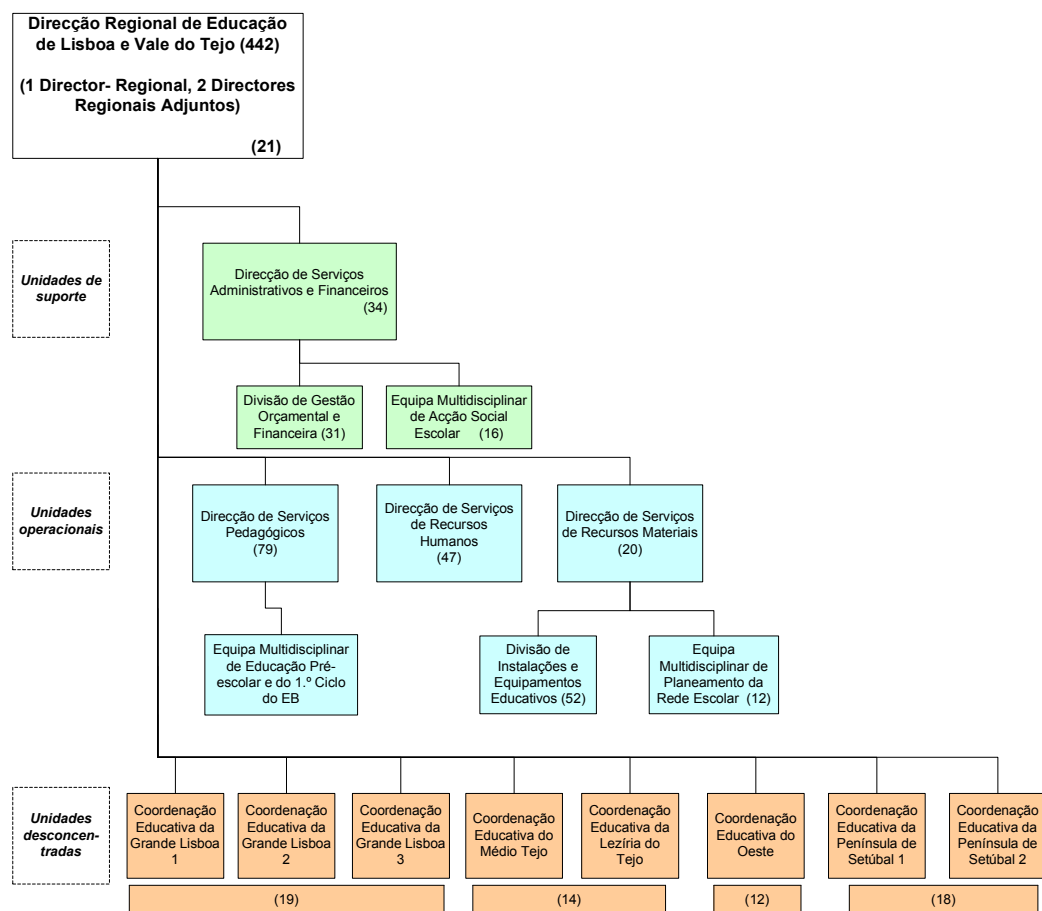 Direcção Regional de Educação
de Lisboa e Vale do Tejo (442)
(1 Director- Regional, 2 Directores
Regionais Adjuntos)
(21)
Unidades de
suporte
Direcção de Serviços
Administrativos e Financeiros
(34)
Divisão de Gestão
Orçamental e
Financeira (31)
Equipa Multidisciplinar
de Acção Social
Escolar (16)
Unidades
operacionais
Direcção de Serviços
Pedagógicos
(79)
Direcção de Serviços
de Recursos
Humanos
(47)
Direcção de Serviços
de Recursos Materiais
(20)
Equipa Multidisciplinar
de Educação Pré-
escolar e do 1.º Ciclo
do EB
Divisão de
Instalações e
Equipamentos
Educativos (52)
Equipa
Multidisciplinar de
Planeamento da
Rede Escolar (12)
Unidades
desconcen-
tradas
Coordenação
Educativa da
Grande Lisboa
1
Coordenação
Educativa da
Grande Lisboa
2
Coordenação
Educativa da
Grande Lisboa
3
Coordenação
Educativa do
Médio Tejo
Coordenação
Educativa da
Lezíria do
Tejo
Coordenação
Educativa do
Oeste
Coordenação
Educativa da
Península de
Setúbal 1
Coordenação
Educativa da
Península de
Setúbal 2
(19)
(14)
(12)
(18)